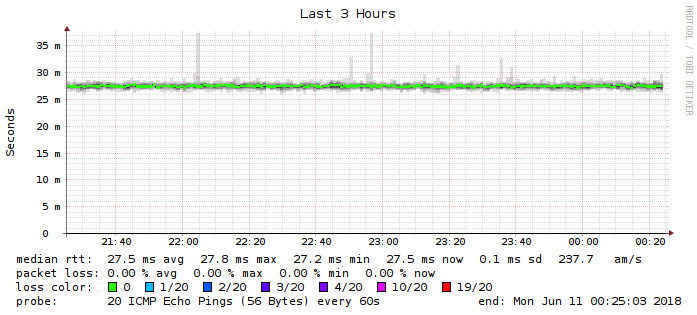 Last 3 Hours
RRDTOOL / TOBI OETIKER
Seconds
35 m
30 m
25 m
20 m
15 m
10 m
5 m
0
21:40 22:00 22:20 22:40 23:00 23:20 23:40 00:00 00:20
median rtt: 27.5 ms avg 27.8 ms max 27.2 ms min 27.5 ms now 0.1 ms sd 237.7 am/s
packet loss: 0.00 % avg 0.00 % max 0.00 % min 0.00 % now
loss color: 0 1/20 2/20 3/20 4/20 10/20 19/20
probe: 20 ICMP Echo Pings (56 Bytes) every 60s end: Mon Jun 11 00:25:03 2018